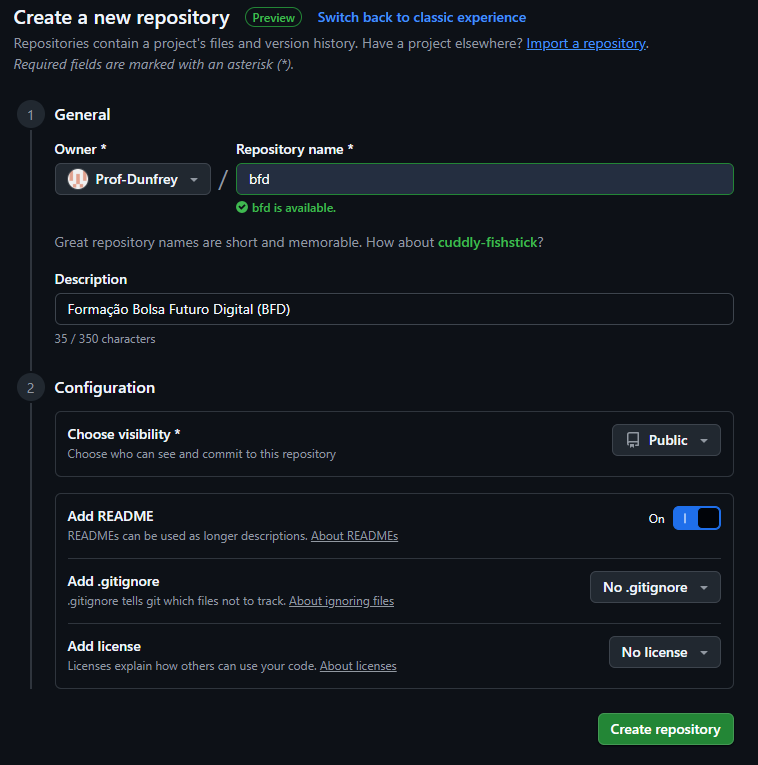 Create a new repository Preview Switch back to classic experience
Repositories contain a project's files and version history. Have a project elsewhere? Import a repository.
Required fields are marked with an asterisk (*).
1 General
Owner * Repository name *
Prof-Dunfrey / bfd
bfd is available.
Great repository names are short and memorable. How about cuddly-fishstick?
Description
Formação Bolsa Futuro Digital (BFD)
35 / 350 characters
2 Configuration
Choose visibility *
Public
Choose who can see and commit to this repository
Add README
On
READMEs can be used as longer descriptions. About READMEs
Add .gitignore
No .gitignore
.gitignore tells git which files not to track. About ignoring files
Add license
No license
Licenses explain how others can use your code. About licenses
Create repository